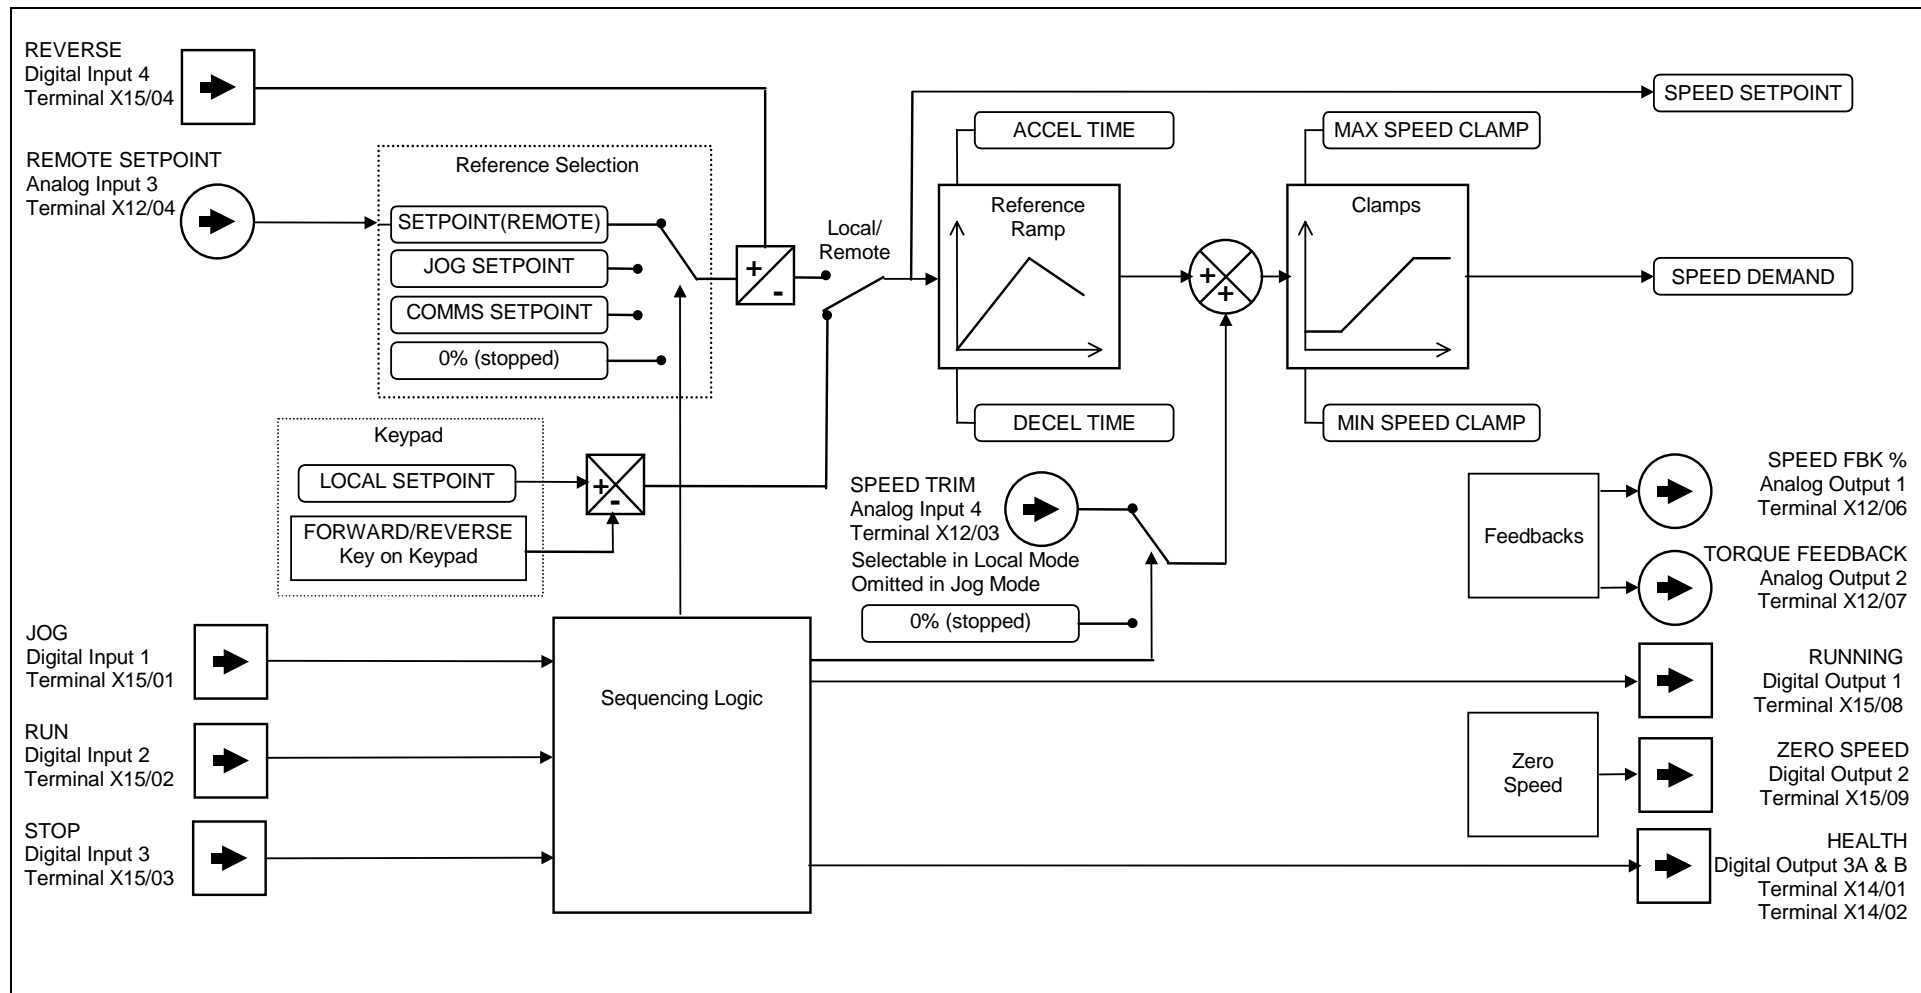 REVERSE
Digital Input 4
Terminal X15/04
REMOTE SETPOINT
Analog Input 3
Terminal X12/04
Reference Selection
SETPOINT(REMOTE)
JOG SETPOINT
COMMS SETPOINT
0% (stopped)
+
-
Local/
Remote
Keypad
LOCAL SETPOINT
FORWARD/REVERSE
Key on Keypad
+
-
ACCEL TIME
Reference
Ramp
DECEL TIME
+
+
MAX SPEED CLAMP
Clamps
MIN SPEED CLAMP
SPEED SETPOINT
SPEED DEMAND
SPEED TRIM
Analog Input 4
Terminal X12/03
Selectable in Local Mode
Omitted in Jog Mode
0% (stopped)
Feedbacks
SPEED FBK %
Analog Output 1
Terminal X12/06
TORQUE FEEDBACK
Analog Output 2
Terminal X12/07
JOG
Digital Input 1
Terminal X15/01
RUN
Digital Input 2
Terminal X15/02
STOP
Digital Input 3
Terminal X15/03
Sequencing Logic
RUNNING
Digital Output 1
Terminal X15/08
Zero
Speed
ZERO SPEED
Digital Output 2
Terminal X15/09
HEALTH
Digital Output 3A & B
Terminal X14/01
Terminal X14/02